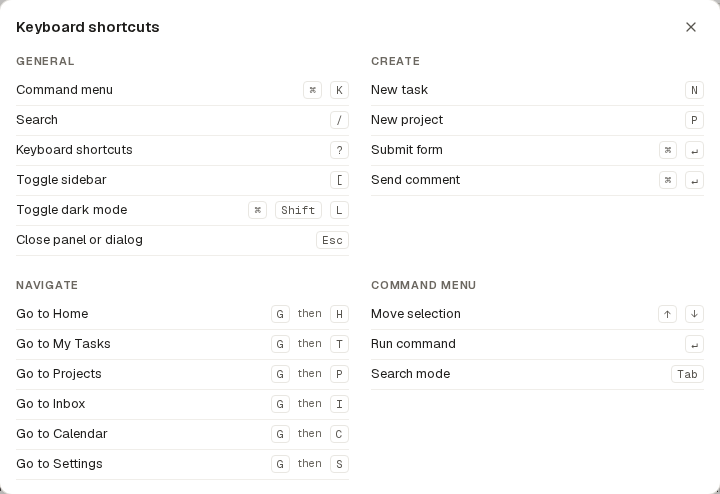 Keyboard shortcuts ×
GENERAL
Command menu ⌘ K
Search /
Keyboard shortcuts ?
Toggle sidebar [
Toggle dark mode ⌘ Shift L
Close panel or dialog Esc
CREATE
New task N
New project P
Submit form ⌘ ↵
Send comment ⌘ ↵
NAVIGATE
Go to Home G then H
Go to My Tasks G then T
Go to Projects G then P
Go to Inbox G then I
Go to Calendar G then C
Go to Settings G then S
COMMAND MENU
Move selection ↑ ↓
Run command ↵
Search mode Tab